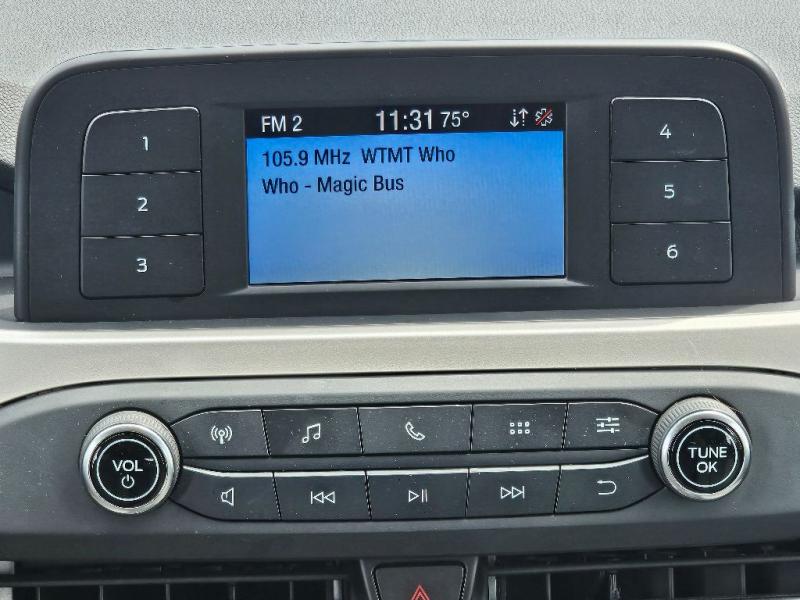 FM 2 11:31 75°
105.9 MHz WTMT Who
Who - Magic Bus
1
2
3
4
5
6
VOL
TUNE
OK